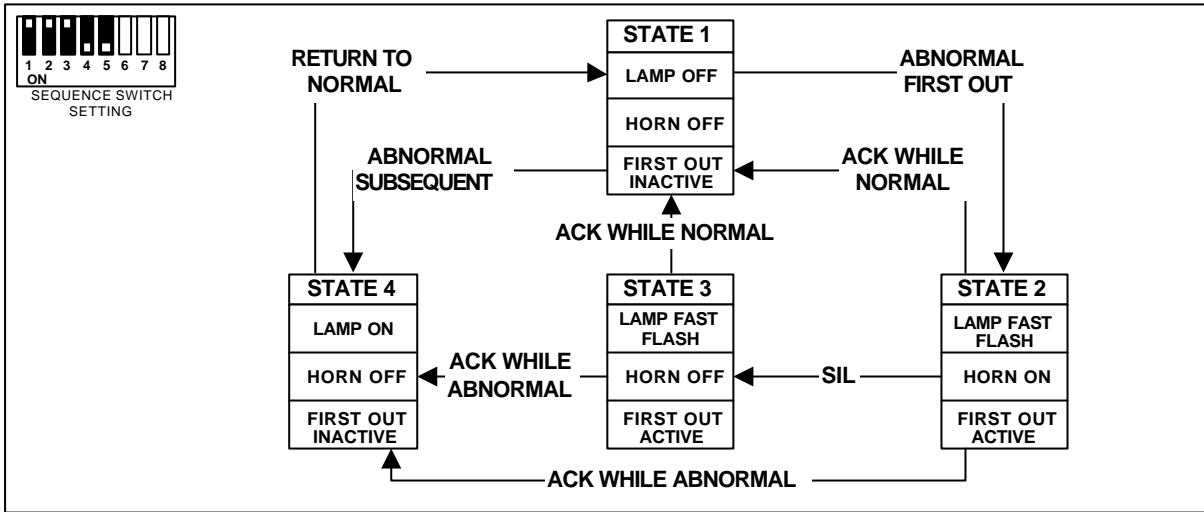 1 2 3 4 5 6 7 8
ON
SEQUENCE SWITCH
SETTING
RETURN TO
NORMAL
STATE 1
LAMP OFF
HORN OFF
FIRST OUT
INACTIVE
ABNORMAL
FIRST OUT
ABNORMAL
SUBSEQUENT
ACK WHILE
NORMAL
ACK WHILE NORMAL
STATE 4
LAMP ON
HORN OFF
FIRST OUT
INACTIVE
ACK WHILE
ABNORMAL
STATE 3
LAMP FAST
FLASH
HORN OFF
FIRST OUT
ACTIVE
SIL
STATE 2
LAMP FAST
FLASH
HORN ON
FIRST OUT
ACTIVE
ACK WHILE ABNORMAL